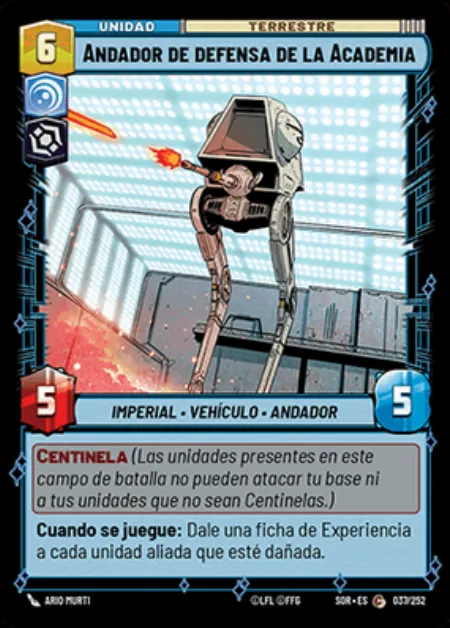 UNIDAD
TERRESTRE
6
ANDADOR DE DEFENSA DE LA ACADEMIA
5
IMPERIAL • VEHÍCULO • ANDADOR
5
CENTINELA (Las unidades presentes en este
campo de batalla no pueden atacar tu base ni
a tus unidades que no sean Centinelas.)
Cuando se juegue: Dale una ficha de Experiencia
a cada unidad aliada que esté dañada.
ARIO MURTI
©LFL ©FFG
SOR • ES
C
037/252